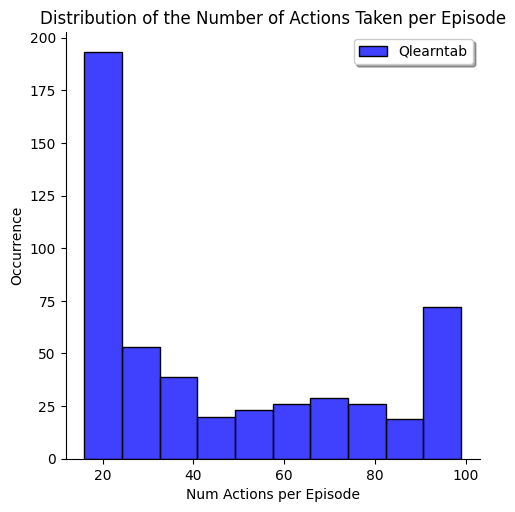 Distribution of the Number of Actions Taken per Episode
Qlearntab
200
175
150
125
100
75
50
25
0
Occurrence
20 40 60 80 100
Num Actions per Episode